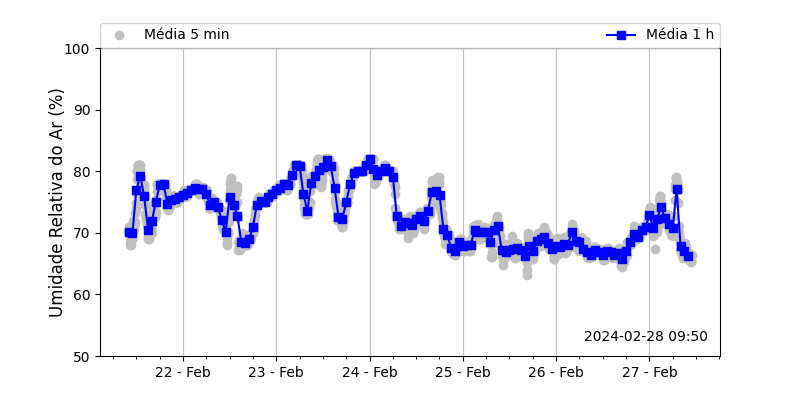 Média 5 min
Média 1 h
100
90
80
70
60
50
Umidade Relativa do Ar (%)
2024-02-28 09:50
22 - Feb
23 - Feb
24 - Feb
25 - Feb
26 - Feb
27 - Feb